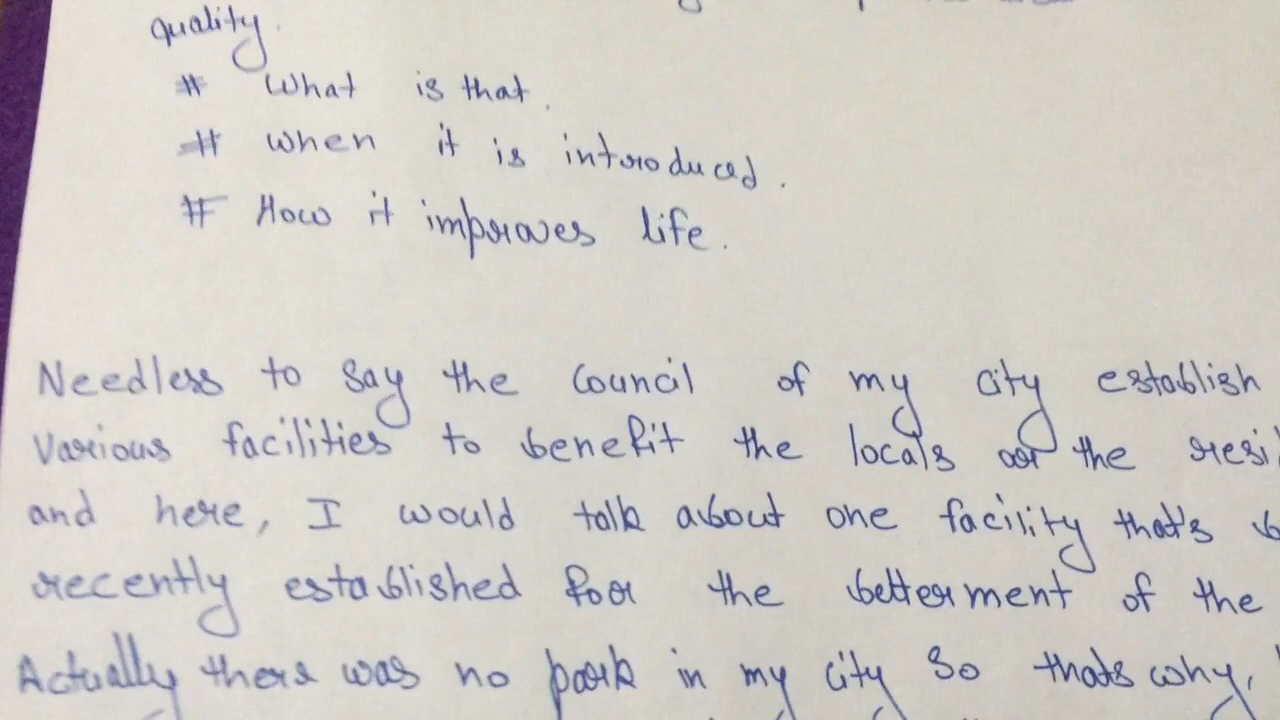 quality.
# What is that.
# when it is introduced.
# How it improves life.
Needless to say the Council of my city establish
Various facilities to benefit the locals or the
and here, I would talk about one facility that's
recently established for the betterment of the
Actually there was no park in my city so thats why,